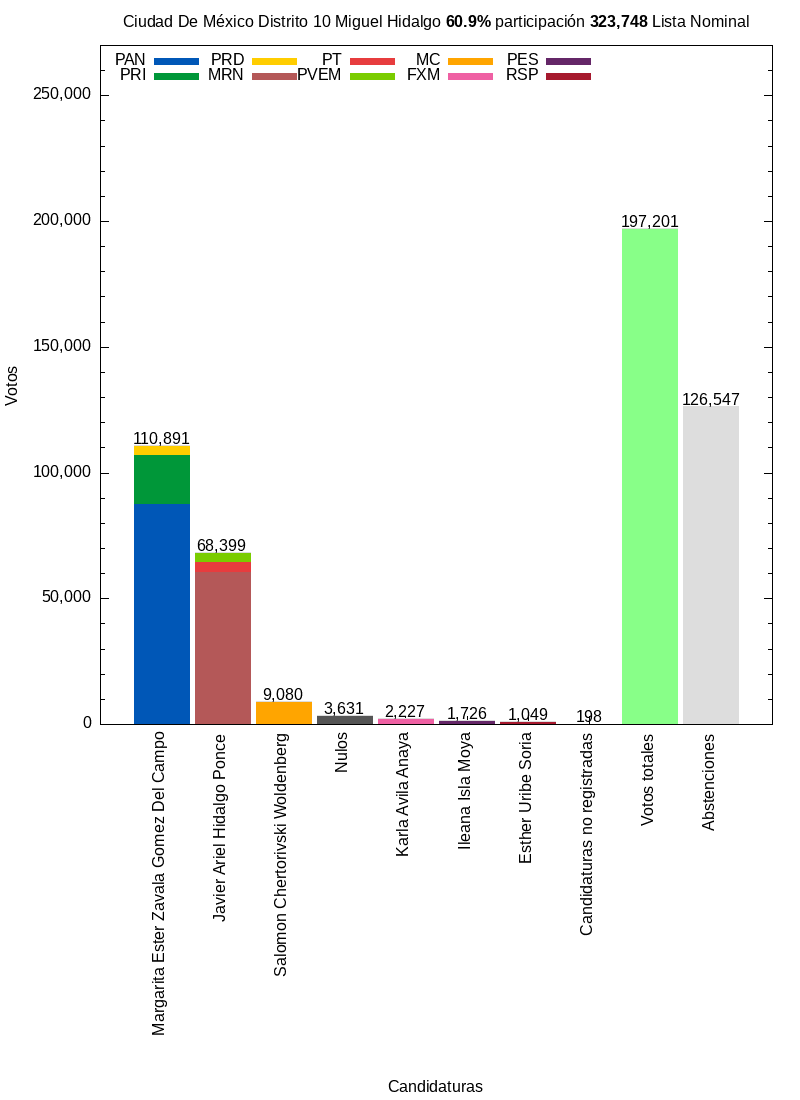 Ciudad De México Distrito 10 Miguel Hidalgo 60.9% participación 323,748 Lista Nominal
PAN PRD PT MC PES
PRI MRN PVEM FXM RSP
250,000
200,000
150,000
100,000
50,000
0
Votos
110,891
68,399
9,080
3,631
2,227
1,726
1,049
198
197,201
126,547
Margarita Ester Zavala Gomez Del Campo
Javier Ariel Hidalgo Ponce
Salomon Chertorivski Woldenberg
Nulos
Karla Avila Anaya
Ileana Isla Moya
Esther Uribe Soria
Candidaturas no registradas
Votos totales
Abstenciones
Candidaturas